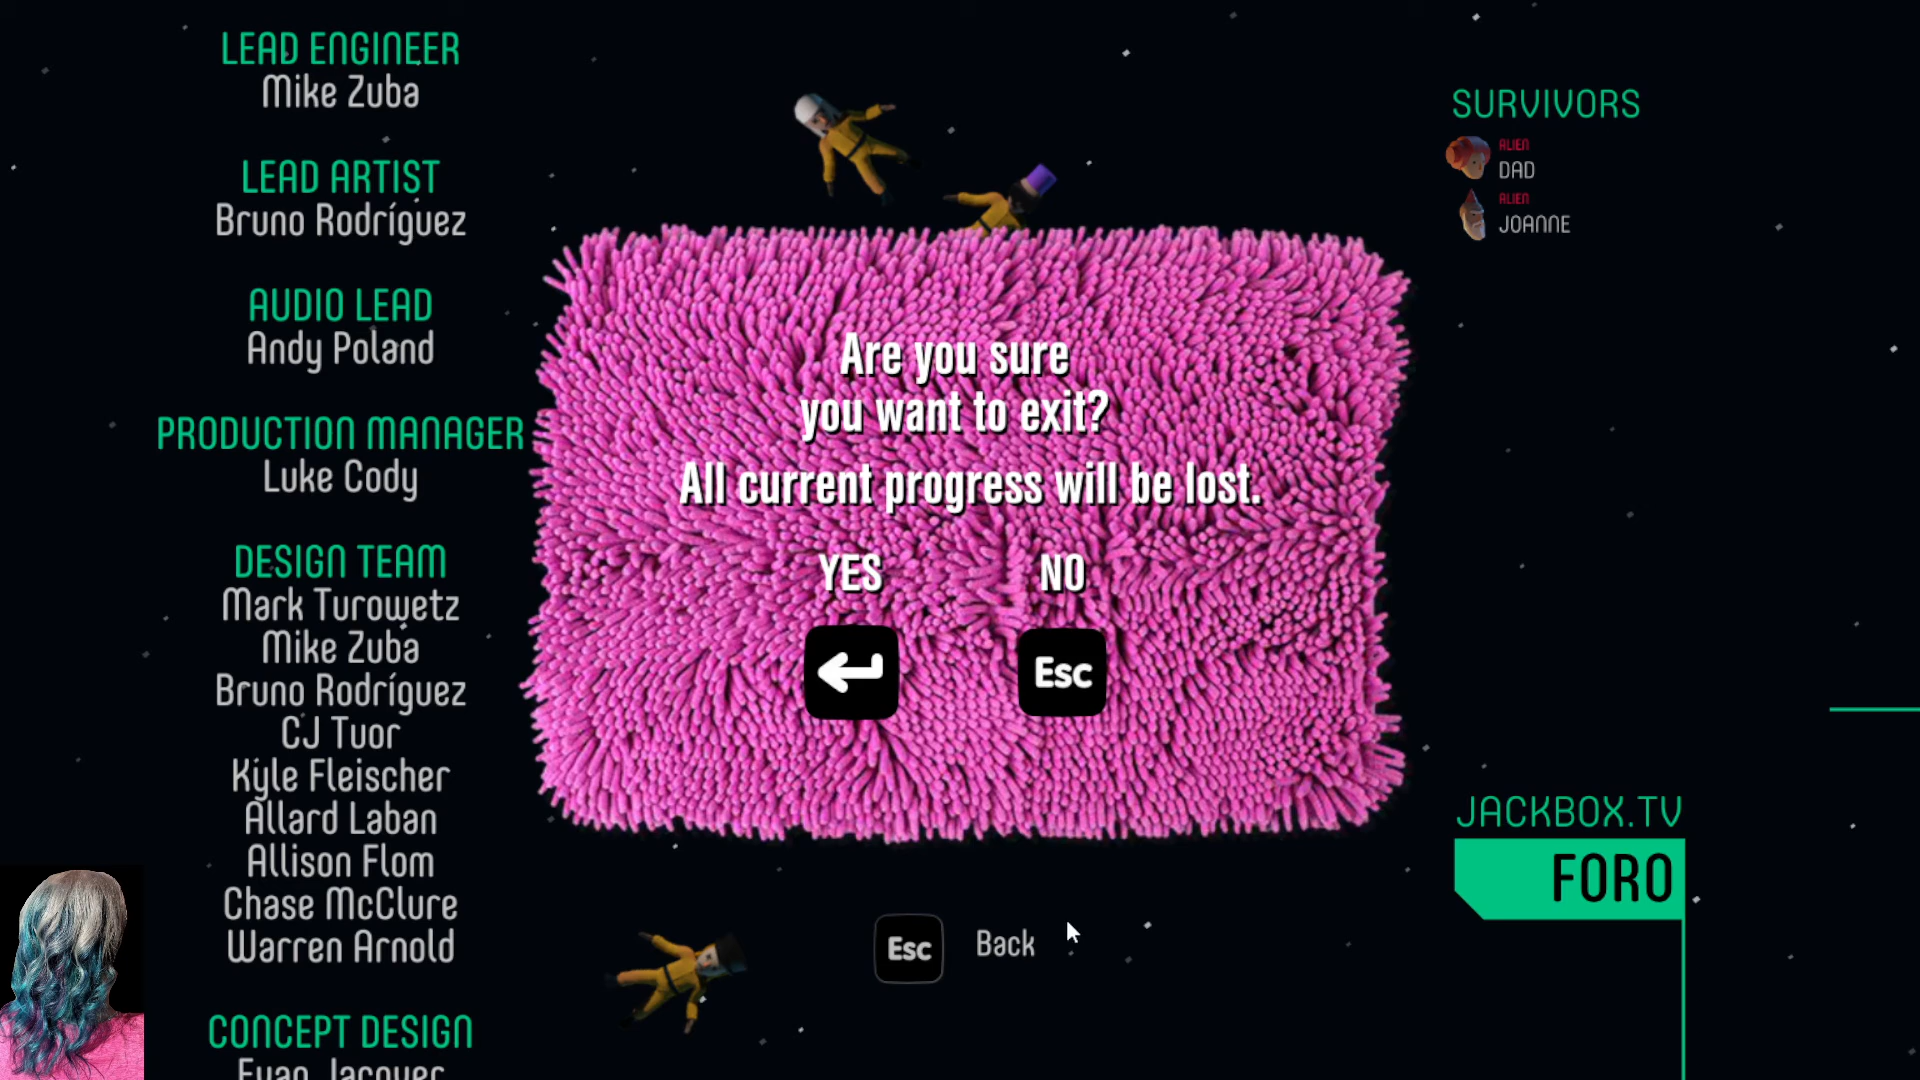 LEAD ENGINEER
Mike Zuba
LEAD ARTIST
Bruno Rodríguez
AUDIO LEAD
Andy Poland
PRODUCTION MANAGER
Luke Cody
DESIGN TEAM
Mark Turowetz
Mike Zuba
Bruno Rodríguez
CJ Tuor
Kyle Fleischer
Allard Laban
Allison Flom
Chase McClure
Warren Arnold
CONCEPT DESIGN
Are you sure
you want to exit?
All current progress will be lost.
YES NO
Esc
Esc Back
SURVIVORS
ALIEN
DAD
ALIEN
JOANNE
JACKBOX.TV
FORO